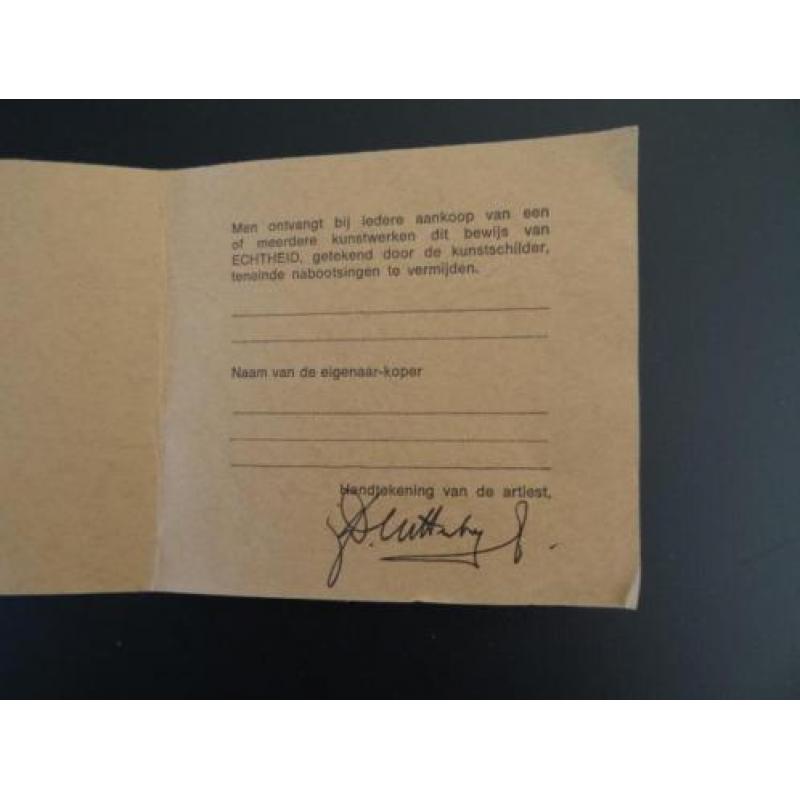 Men ontvangt bij iedere aankoop van een
of meerdere kunstwerken dit bewijs van
ECHTHEID, getekend door de kunstschilder,
teneinde nabootsingen te vermijden.
Naam van de eigenaar-koper
Handtekening van de artiest,